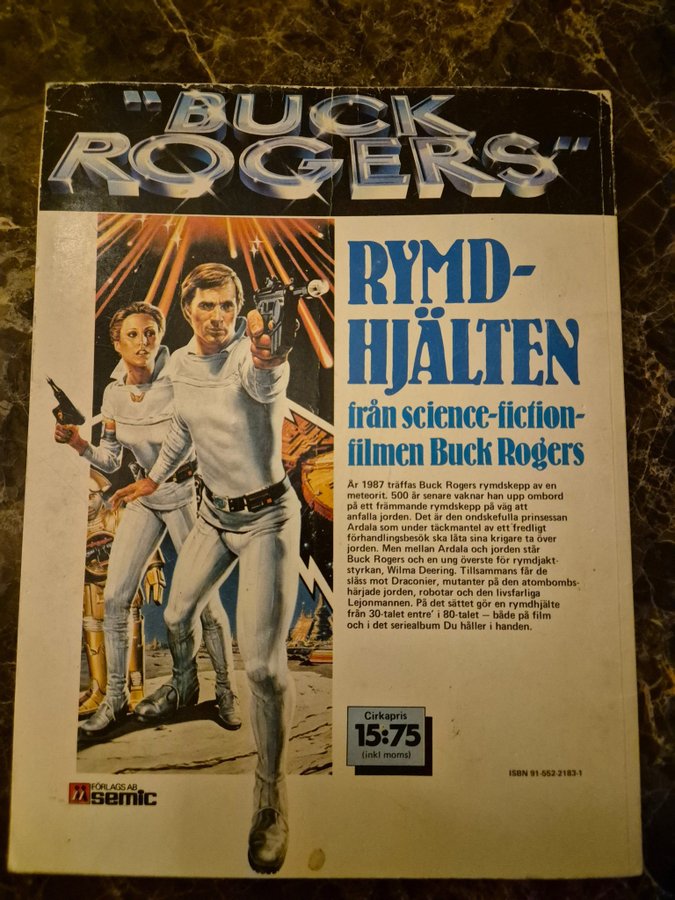 "BUCK
ROGERS"
RYMD-
HJÄLTEN
från science-fiction-
filmen Buck Rogers
År 1987 träffas Buck Rogers rymdskepp av en
meteorit. 500 år senare vaknar han upp ombord
på ett främmande rymdskepp på väg att
anfalla jorden. Det är den ondskefulla prinsessan
Ardala som under täckmantel av ett fredligt
förhandlingsbesök ska låta sina krigare ta över
jorden. Men mellan Ardala och jorden står
Buck Rogers och en ung överste för rymdjakt-
styrkan, Wilma Deering. Tillsammans får de
slåss mot Draconier, mutanter på den atombombs-
härjade jorden, robotar och den livsfarliga
Lejonmannen. På det sättet gör en rymdhjälte
från 30-talet entre' i 80-talet – både på film
och i det seriealbum Du håller i handen.
Cirkapris
15:75
(inkl moms)
ISBN 91-552-2183-1
FÖRLAGS AB
semic